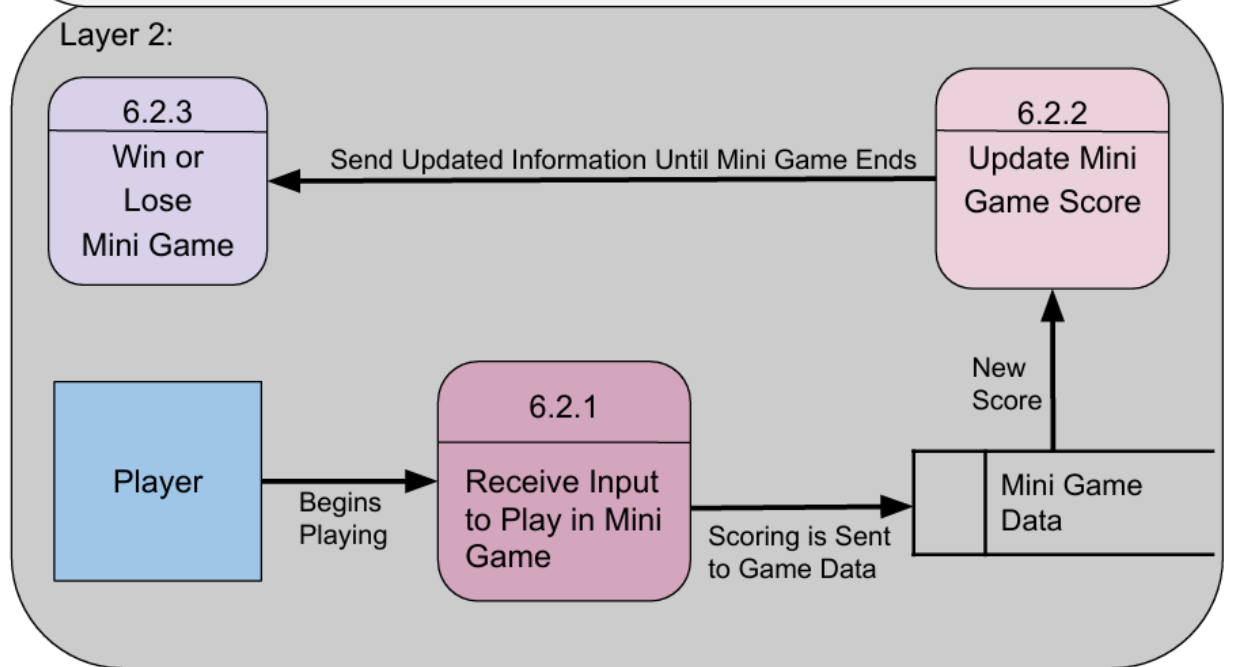 Layer 2:
6.2.3
Win or
Lose
Mini Game
Send Updated Information Until Mini Game Ends
6.2.2
Update Mini
Game Score
New
Score
Player
Begins
Playing
6.2.1
Receive Input
to Play in Mini
Game
Scoring is Sent
to Game Data
Mini Game
Data